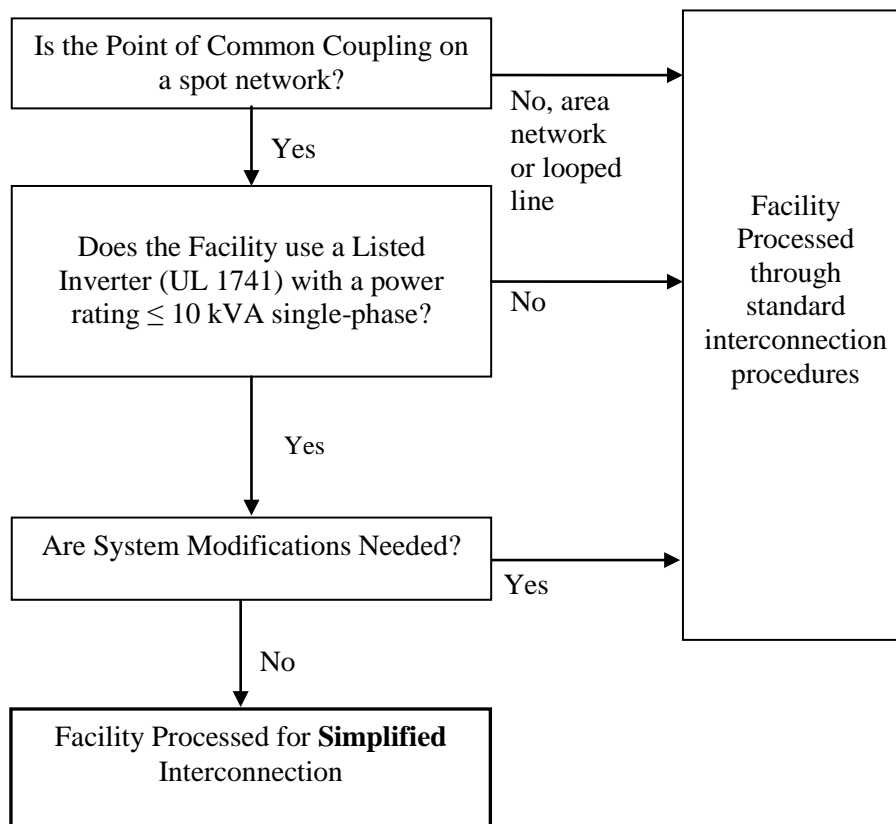 Is the Point of Common Coupling on
a spot network?
No, area
network
or looped
line
Yes
Does the Facility use a Listed
Inverter (UL 1741) with a power
rating ≤ 10 kVA single-phase?
No
Facility
Processed
through
standard
interconnection
procedures
Yes
Are System Modifications Needed?
Yes
No
Facility Processed for Simplified
Interconnection